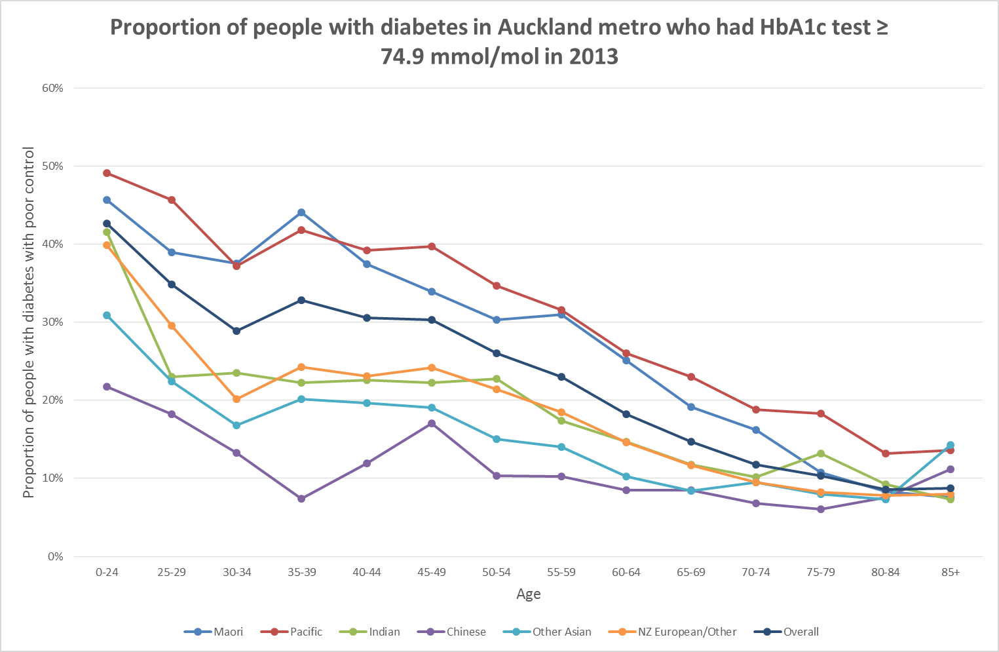 Proportion of people with diabetes in Auckland metro who had HbA1c test ≥
74.9 mmol/mol in 2013
Proportion of people with diabetes with poor control
60%
50%
40%
30%
20%
10%
0%
0-24 25-29 30-34 35-39 40-44 45-49 50-54 55-59 60-64 65-69 70-74 75-79 80-84 85+
Age
Maori Pacific Indian Chinese Other Asian NZ European/Other Overall